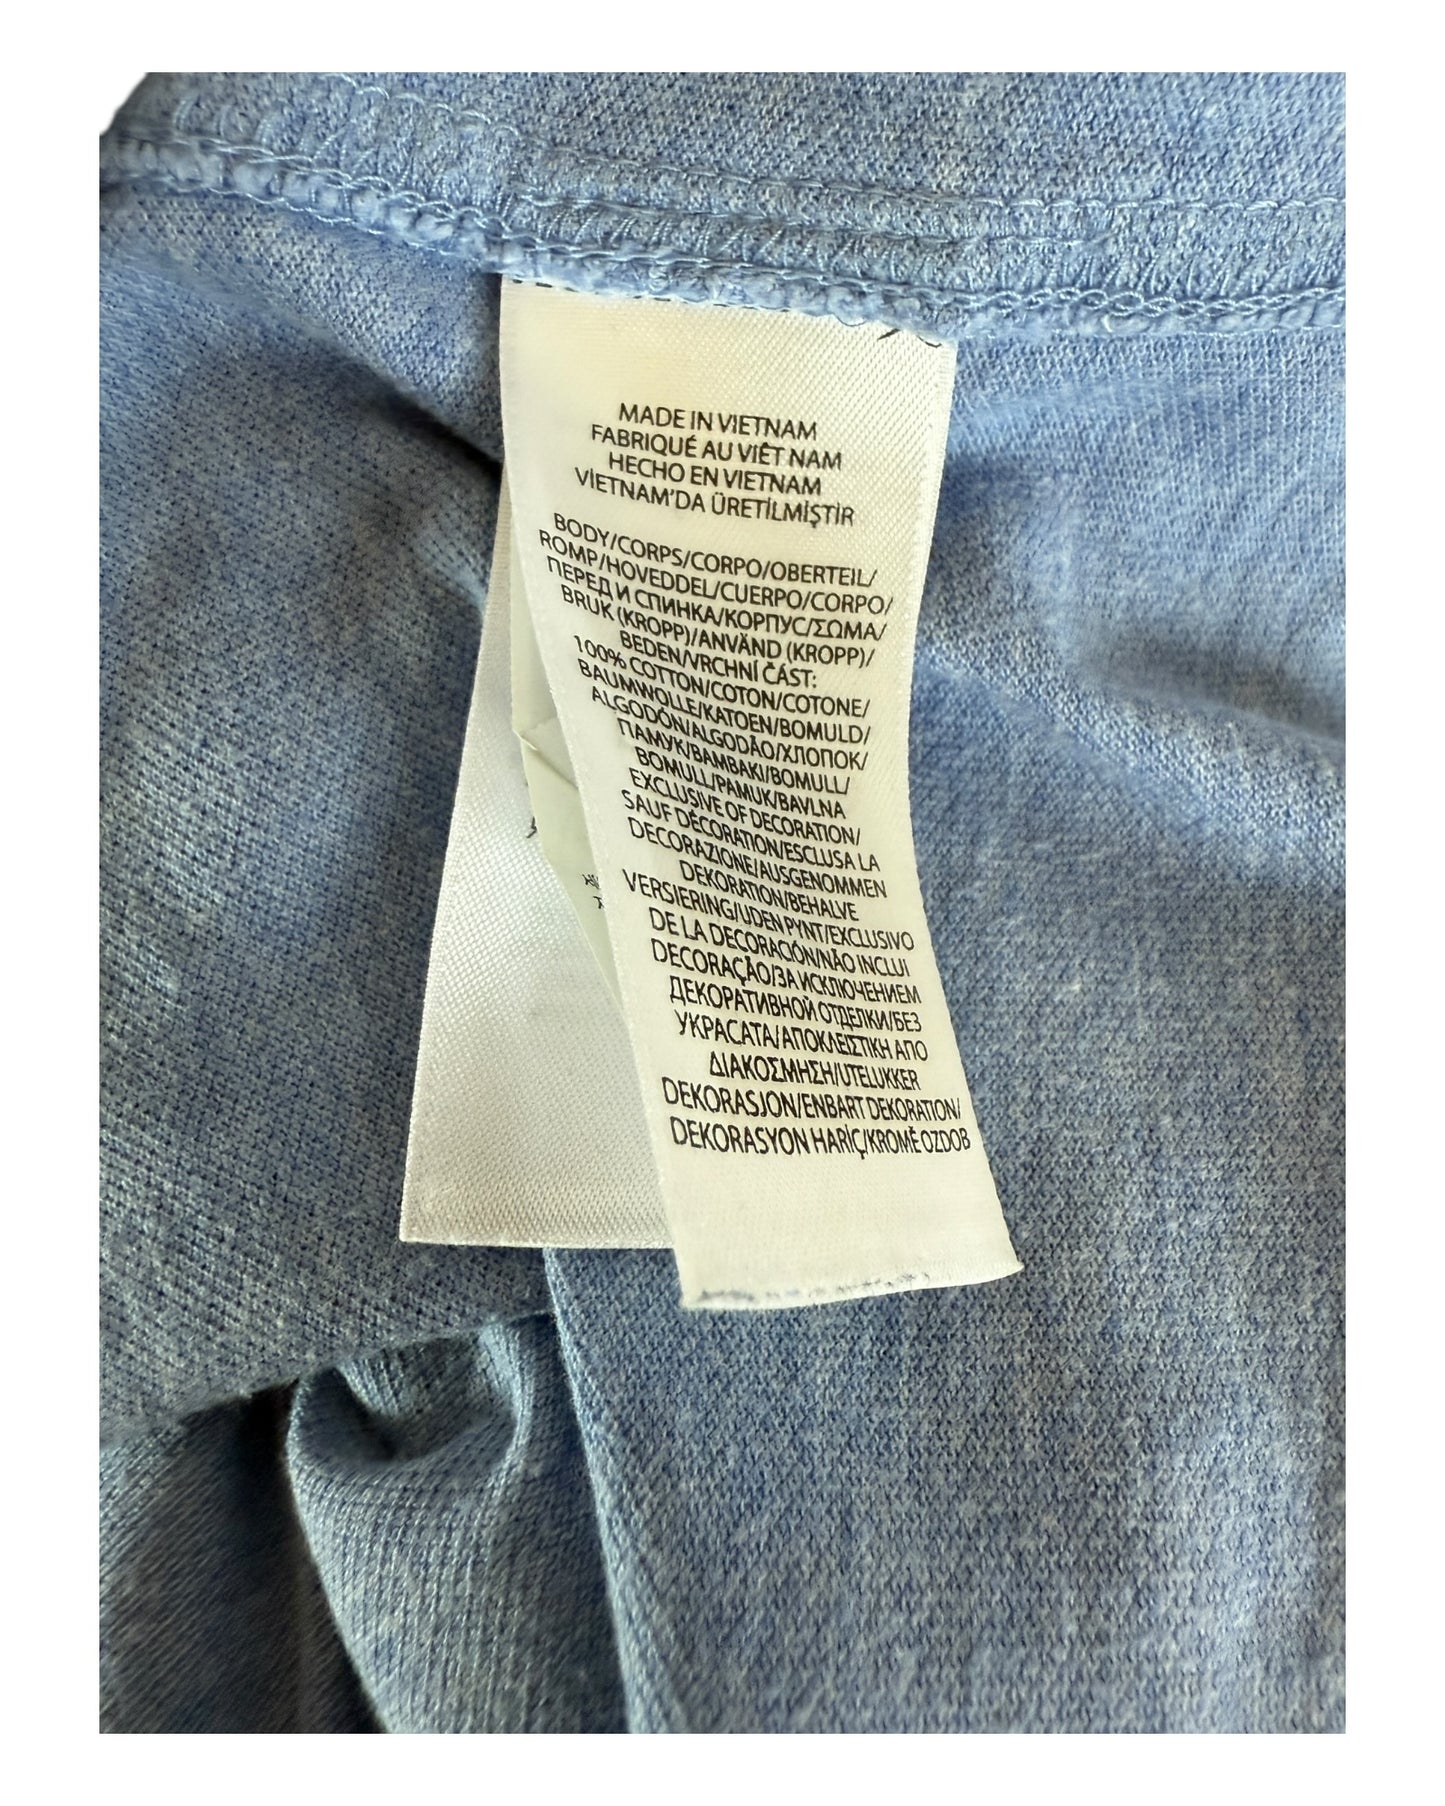 MADE IN VIETNAM
FABRIQUÉ AU VIÊT NAM
HECHO EN VIETNAM
VİETNAM'DA ÜRETİLMİŞTİR
BODY/CORPS/CORPO/OBERTEIL/
ROMP/HOVEDDEL/CUERPO/CORPO/
ПЕРЕД И СПИНКА/КОРПУС/ΣΩΜΑ/
BRUK (KROPP)/ANVÄND (KROPP)/
BEDEN/VRCHNÍ ČÁST:
100% COTTON/COTON/COTONE/
BAUMWOLLE/KATOEN/BOMULD/
ALGODÓN/ALGODÃO/ХЛОПОК/
ПАМУК/BAMBAKI/BOMULL/
BOMULL/PAMUK/BAVLNA
EXCLUSIVE OF DECORATION/
SAUF DÉCORATION/ESCLUSA LA
DECORAZIONE/AUSGENOMMEN
DEKORATION/BEHALVE
VERSIERING/UDEN PYNT/EXCLUSIVO
DE LA DECORACIÓN/NÃO INCLUI
DECORAÇÃO/ЗА ИСКЛЮЧЕНИЕМ
ДЕКОРАТИВНОЙ ОТДЕЛКИ/БЕЗ
УКРАСАТА/ΑΠΟΚΛΕΙΣΤΙΚΗ ΑΠΟ
ΔΙΑΚΟΣΜΗΣΗ/UTELUKKER
DEKORASJON/ENBART DEKORATION/
DEKORASYON HARİÇ/KROMĚ OZDOB